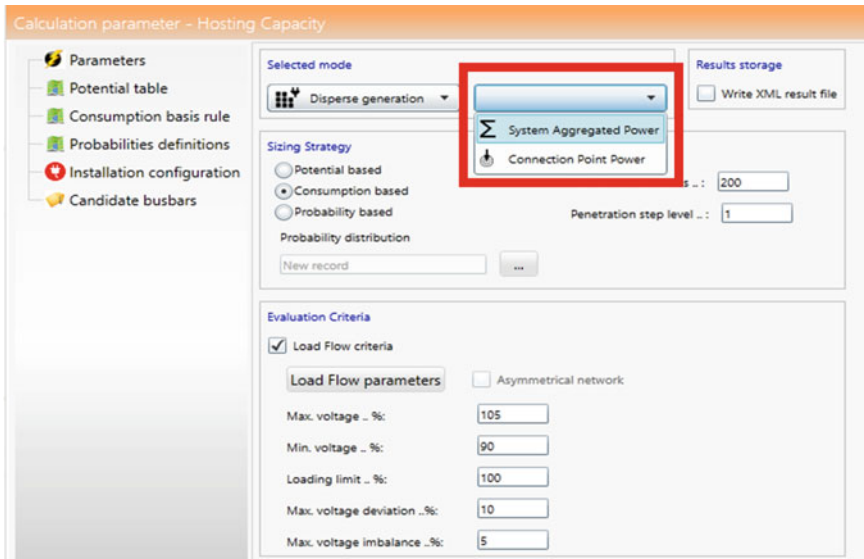 Calculation parameter - Hosting Capacity
Parameters
Potential table
Consumption basis rule
Probabilities definitions
Installation configuration
Candidate busbars
Selected mode
Disperse generation
System Aggregated Power
Connection Point Power
Results storage
Write XML result file
Sizing Strategy
Potential based
Consumption based
Probability based
Probability distribution
New record
...
s .. : 200
Penetration step level .. : 1
Evaluation Criteria
Load Flow criteria
Load Flow parameters
Asymmetrical network
Max. voltage .. %: 105
Min. voltage .. %: 90
Loading limit .. %: 100
Max. voltage deviation ..%: 10
Max. voltage imbalance ..%: 5